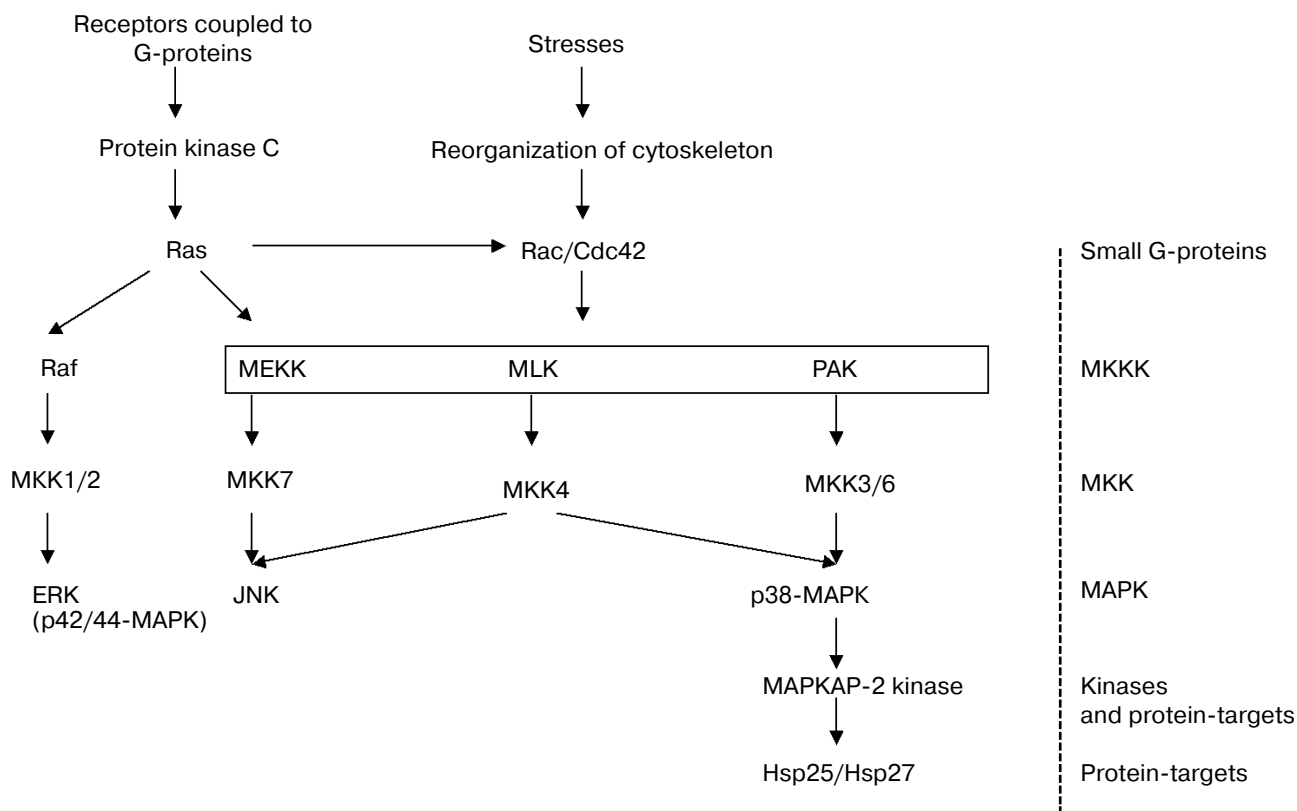 Receptors coupled to
G-proteins
Stresses
Protein kinase C
Reorganization of cytoskeleton
Ras
Rac/Cdc42
Small G-proteins
Raf
MEKK
MLK
PAK
MKKK
MKK1/2
MKK7
MKK4
MKK3/6
MKK
ERK
(p42/44-MAPK)
JNK
p38-MAPK
MAPK
MAPKAP-2 kinase
Kinases
and protein-targets
Hsp25/Hsp27
Protein-targets